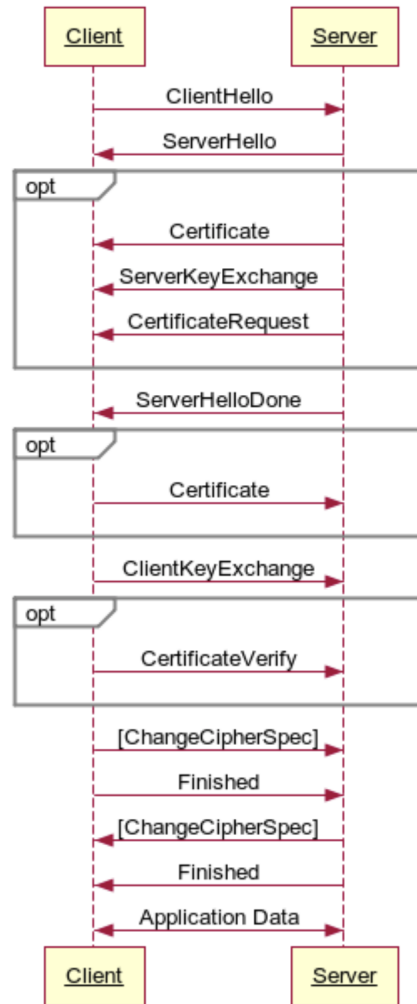 Client Server
ClientHello
ServerHello
opt
Certificate
ServerKeyExchange
CertificateRequest
ServerHelloDone
opt
Certificate
ClientKeyExchange
opt
CertificateVerify
[ChangeCipherSpec]
Finished
[ChangeCipherSpec]
Finished
Application Data
Client Server